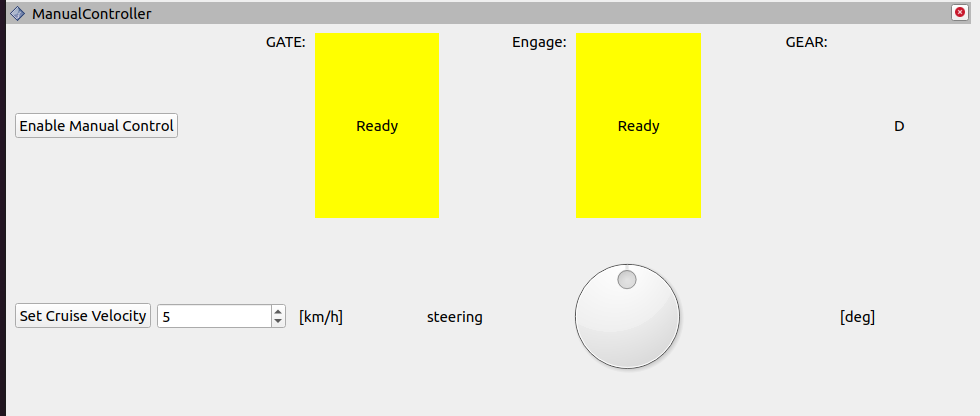 ManualController
GATE:
Engage:
GEAR:
Enable Manual Control
Ready
Ready
D
Set Cruise Velocity
5
[km/h]
steering
[deg]